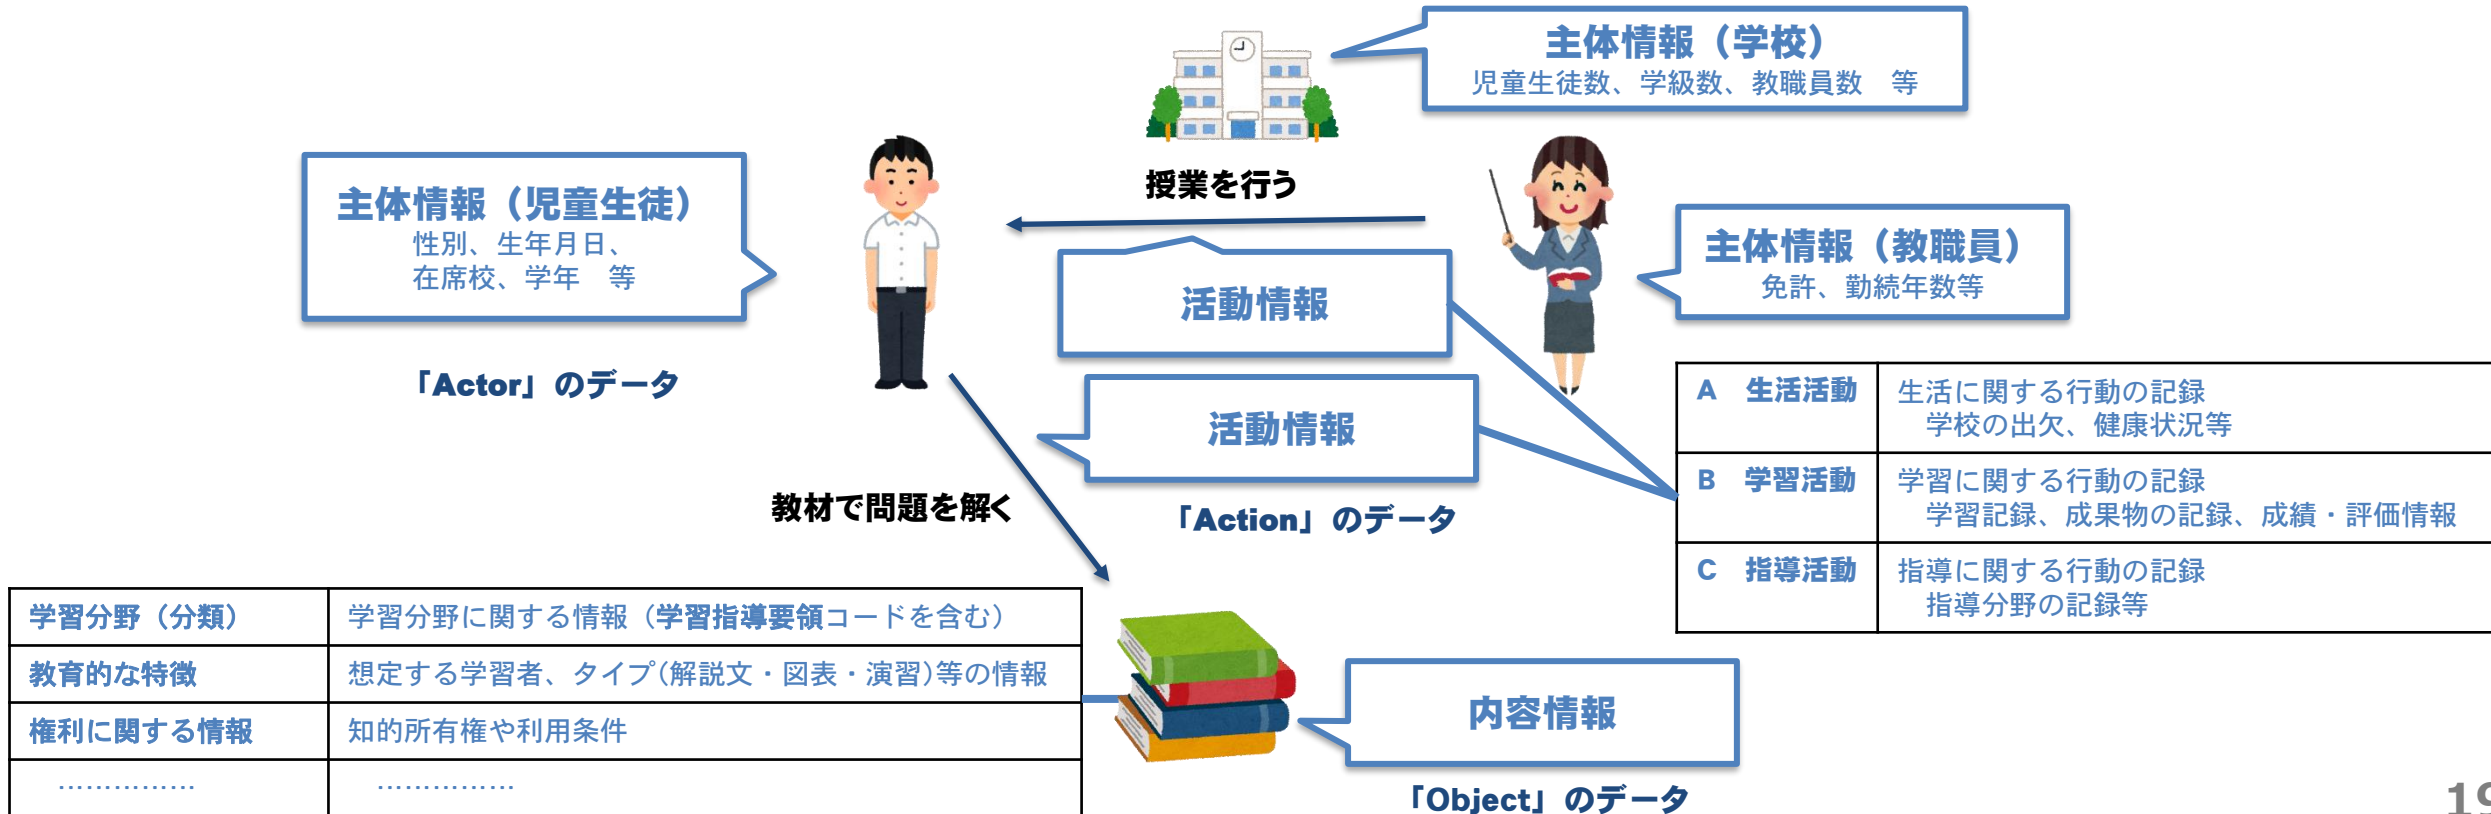 主体情報（学校）
児童生徒数、学級数、教職員数　等
授業を行う
主体情報（児童生徒）
性別、生年月日、
在席校、学年　等
「Actor」のデータ
主体情報（教職員）
免許、勤続年数等
活動情報
活動情報
「Action」のデータ
教材で問題を解く
A　生活活動
生活に関する行動の記録
学校の出欠、健康状況等
B　学習活動
学習に関する行動の記録
学習記録、成果物の記録、成績・評価情報
C　指導活動
指導に関する行動の記録
指導分野の記録等
学習分野（分類）
学習分野に関する情報（学習指導要領コードを含む）
教育的な特徴
想定する学習者、タイプ(解説文・図表・演習)等の情報
権利に関する情報
知的所有権や利用条件
……………
……………
内容情報
「Object」のデータ
19